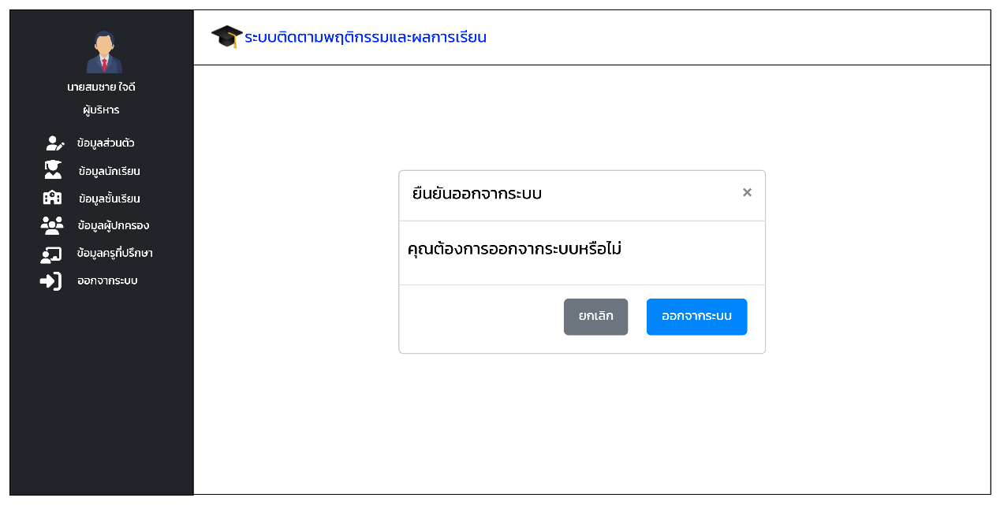 ระบบติดตามพฤติกรรมและผลการเรียน
นายสมชาย ใจดี
ผู้บริหาร
ข้อมูลส่วนตัว
ข้อมูลนักเรียน
ข้อมูลชั้นเรียน
ข้อมูลผู้ปกครอง
ข้อมูลครูที่ปรึกษา
ออกจากระบบ
ยืนยันออกจากระบบ ×
คุณต้องการออกจากระบบหรือไม่
ยกเลิก ออกจากระบบ